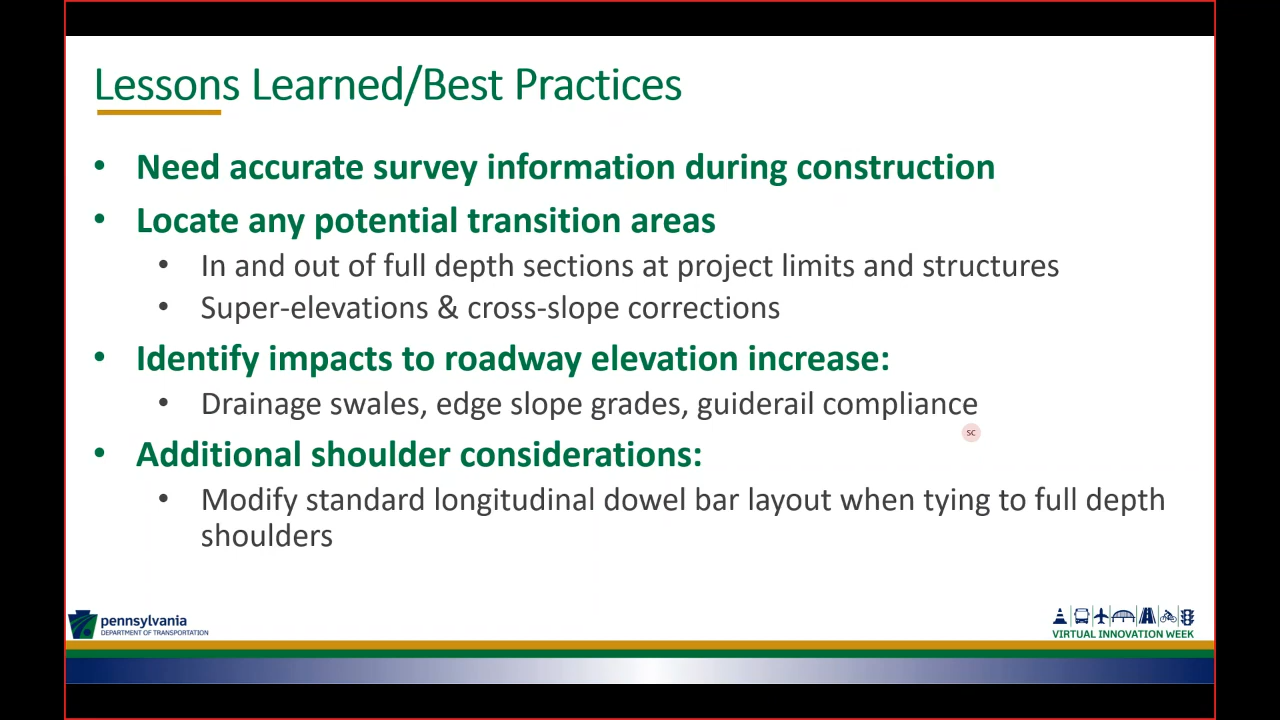 Lessons Learned/Best Practices
• Need accurate survey information during construction
• Locate any potential transition areas
• In and out of full depth sections at project limits and structures
• Super-elevations & cross-slope corrections
• Identify impacts to roadway elevation increase:
• Drainage swales, edge slope grades, guiderail compliance
SC
• Additional shoulder considerations:
• Modify standard longitudinal dowel bar layout when tying to full depth
shoulders
pennsylvania
DEPARTMENT OF TRANSPORTATION
VIRTUAL INNOVATION WEEK